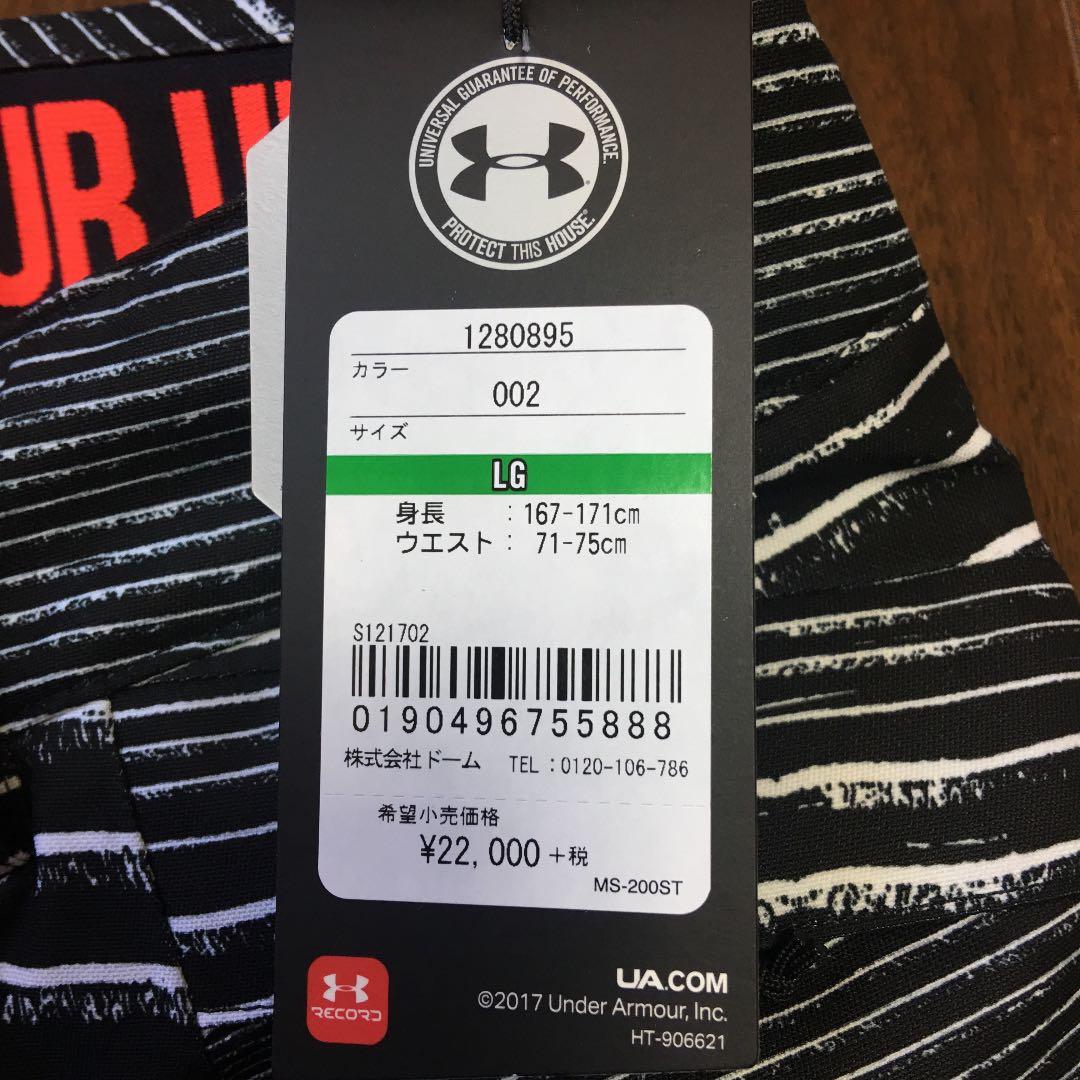 UR U
UNIVERSAL GUARANTEE OF PERFORMANCE.
PROTECT THIS HOUSE.®
1280895
カラー
002
サイズ
LG
身長 : 167-171cm
ウエスト : 71-75cm
S121702
0190496755888
株式会社ドーム TEL : 0120-106-786
希望小売価格
¥22,000 +税
MS-200ST
RECORD
UA.COM
©2017 Under Armour, Inc.
HT-906621